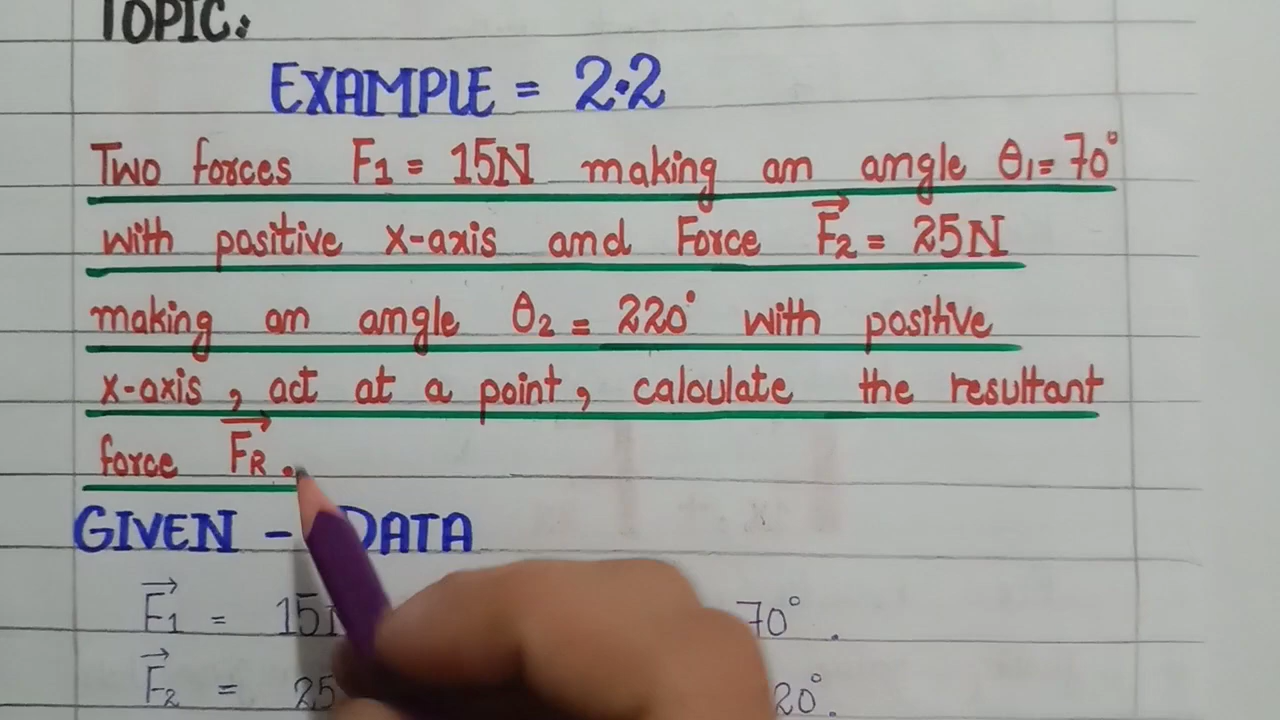 TOPIC:
EXAMPLE = 2.2
Two forces F1 = 15N making an angle θ1= 70°
with positive x-axis and Force F2 = 25N
making an angle θ2 = 220° with positive
x-axis, act at a point, calculate the resultant
force FR.
GIVEN - DATA
F1 = 15N 70°.
F2 = 25 20°.